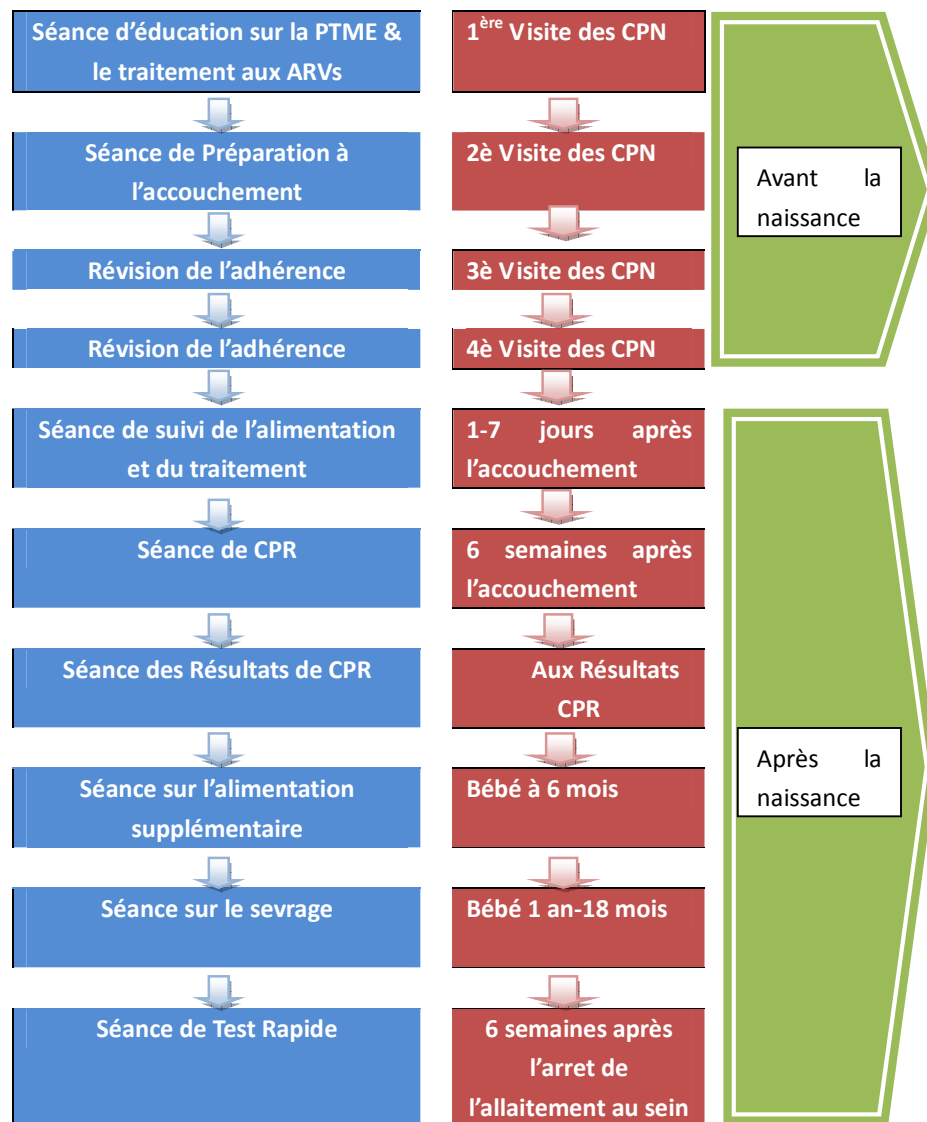 Séance d'éducation sur la PTME &
le traitement aux ARVs
1ère Visite des CPN
Séance de Préparation à
l'accouchement
2è Visite des CPN
Avant la
naissance
Révision de l'adhérence
3è Visite des CPN
Révision de l'adhérence
4è Visite des CPN
Séance de suivi de l'alimentation
et du traitement
1-7 jours après
l'accouchement
Séance de CPR
6 semaines après
l'accouchement
Séance des Résultats de CPR
Aux Résultats
CPR
Après la
naissance
Séance sur l'alimentation
supplémentaire
Bébé à 6 mois
Séance sur le sevrage
Bébé 1 an-18 mois
Séance de Test Rapide
6 semaines après
l'arret de
l'allaitement au sein